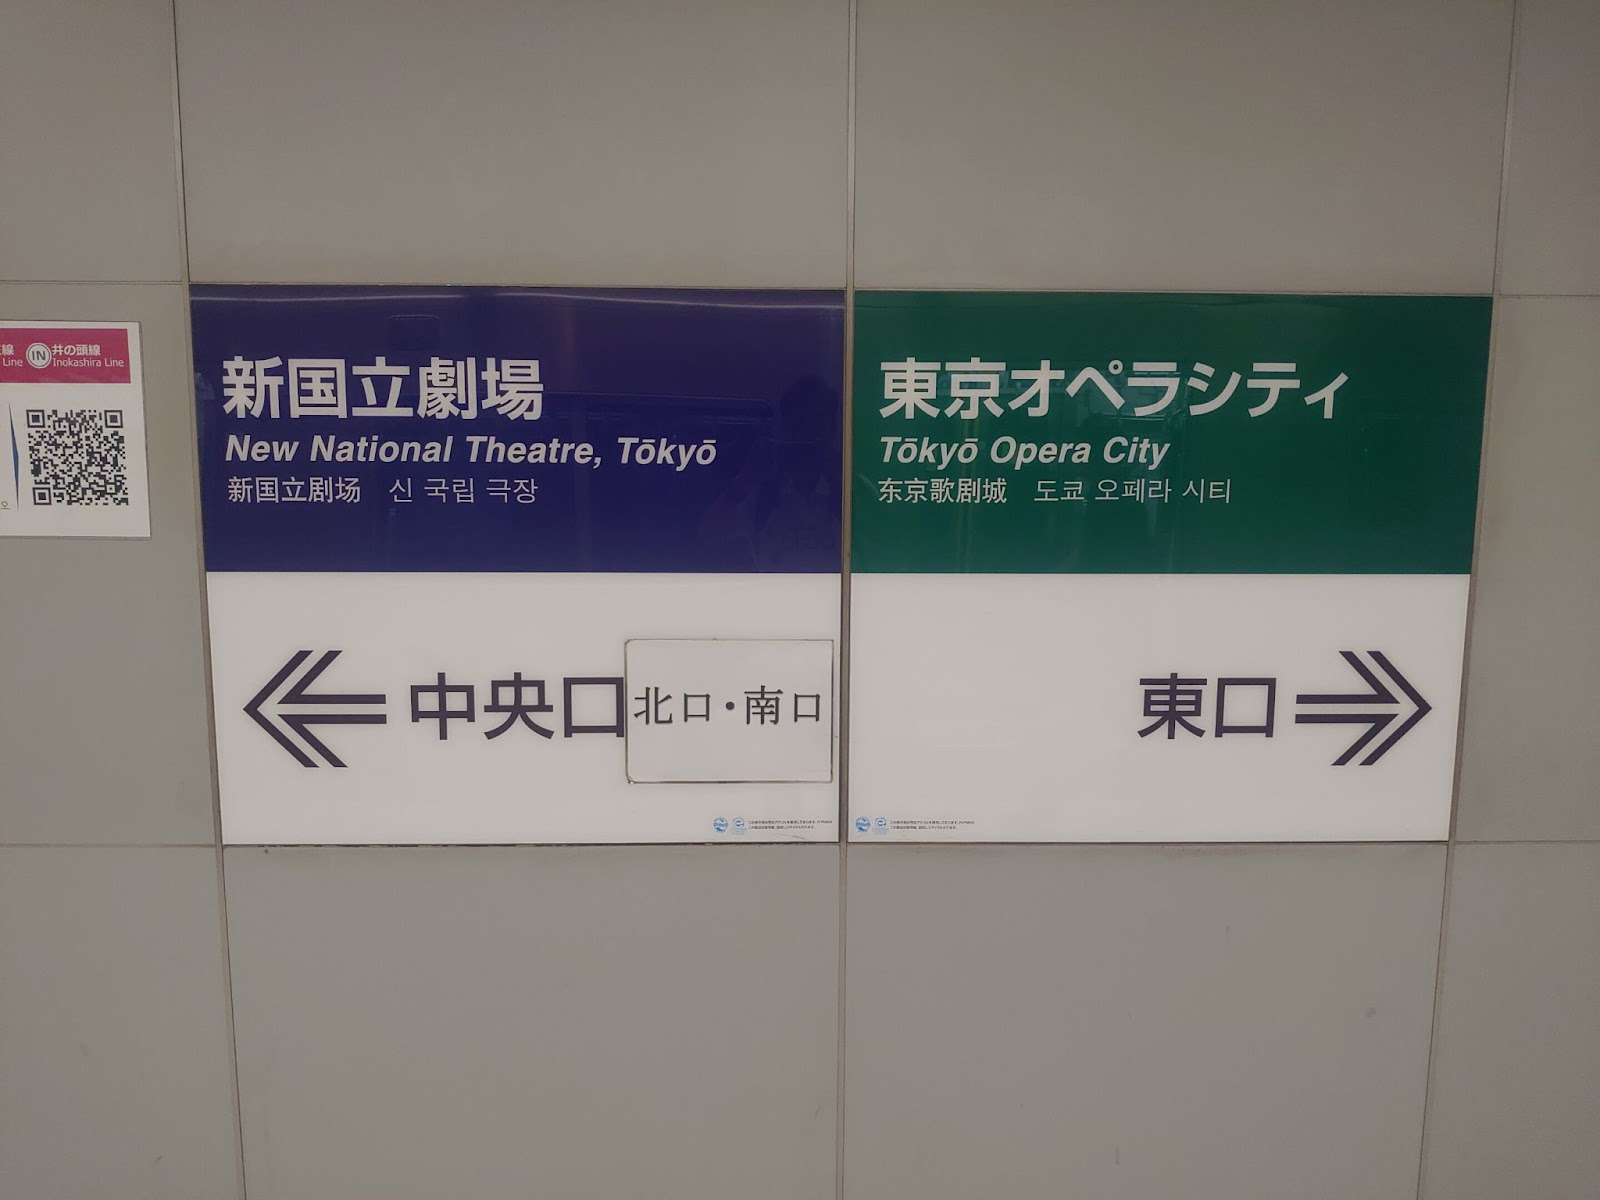 線
Line
IN
井の頭線
Inokashira Line
오
新国立劇場
New National Theatre, Tōkyō
新国立剧场 신 국립 극장
中央口
北口・南口
東京オペラシティ
Tōkyō Opera City
东京歌剧城 도쿄 오페라 시티
東口